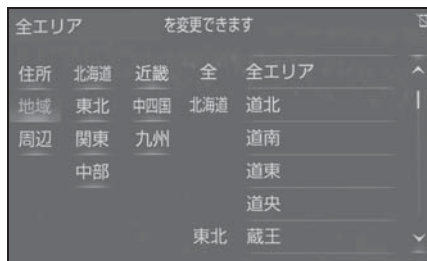 全エリア を変更できます
住所 北海道 近畿 全 全エリア
地域 東北 中四国 北海道 道北
周辺 関東 九州 道南
中部 道東
道央
東北 蔵王